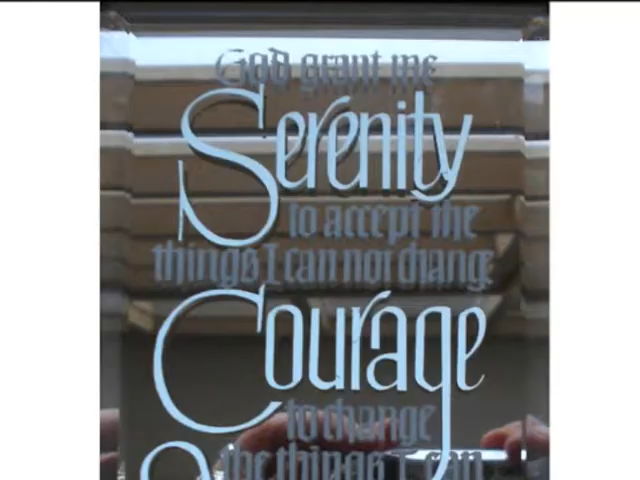 God grant me
Serenity
to accept the
things I can not change
Courage
to change
the things I can